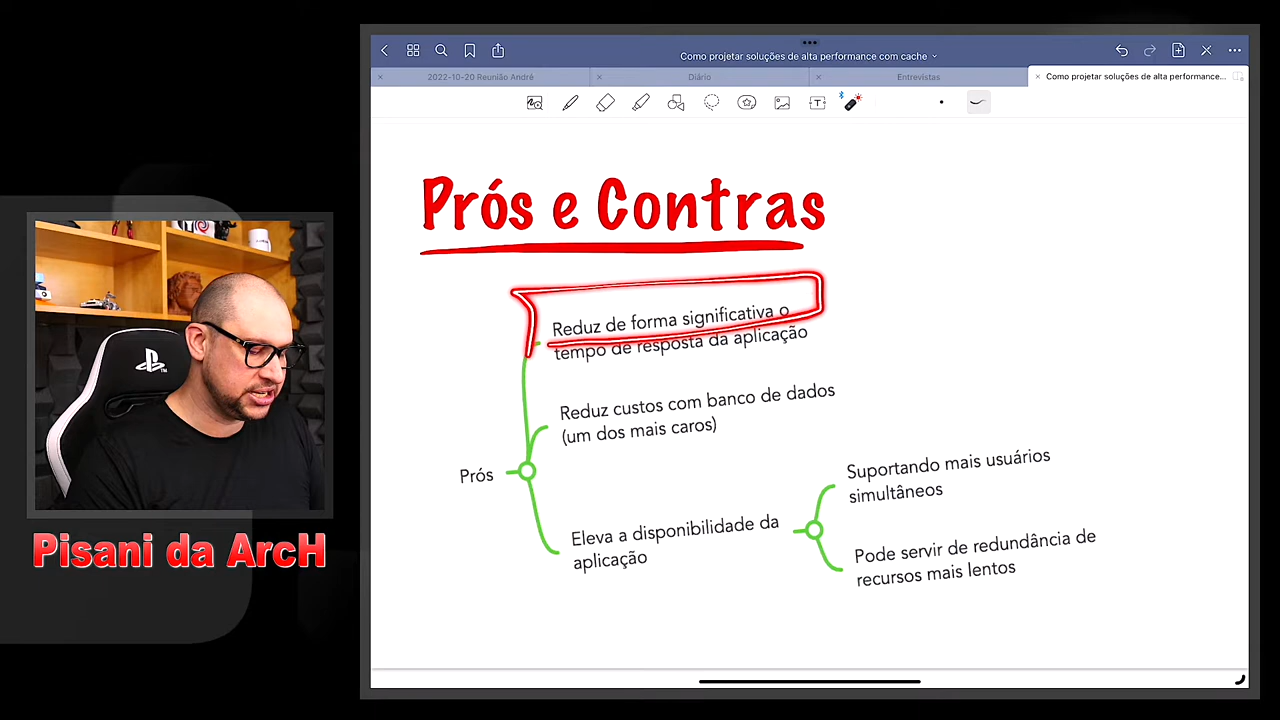 Como projetar soluções de alta performance com cache
2022-10-20 Reunião André
Diário
Entrevistas
Como projetar soluções de alta performance...
Prós e Contras
Reduz de forma significativa o
tempo de resposta da aplicação
Reduz custos com banco de dados
(um dos mais caros)
Prós
Eleva a disponibilidade da
aplicação
Suportando mais usuários
simultâneos
Pode servir de redundância de
recursos mais lentos
Pisani da ArcH